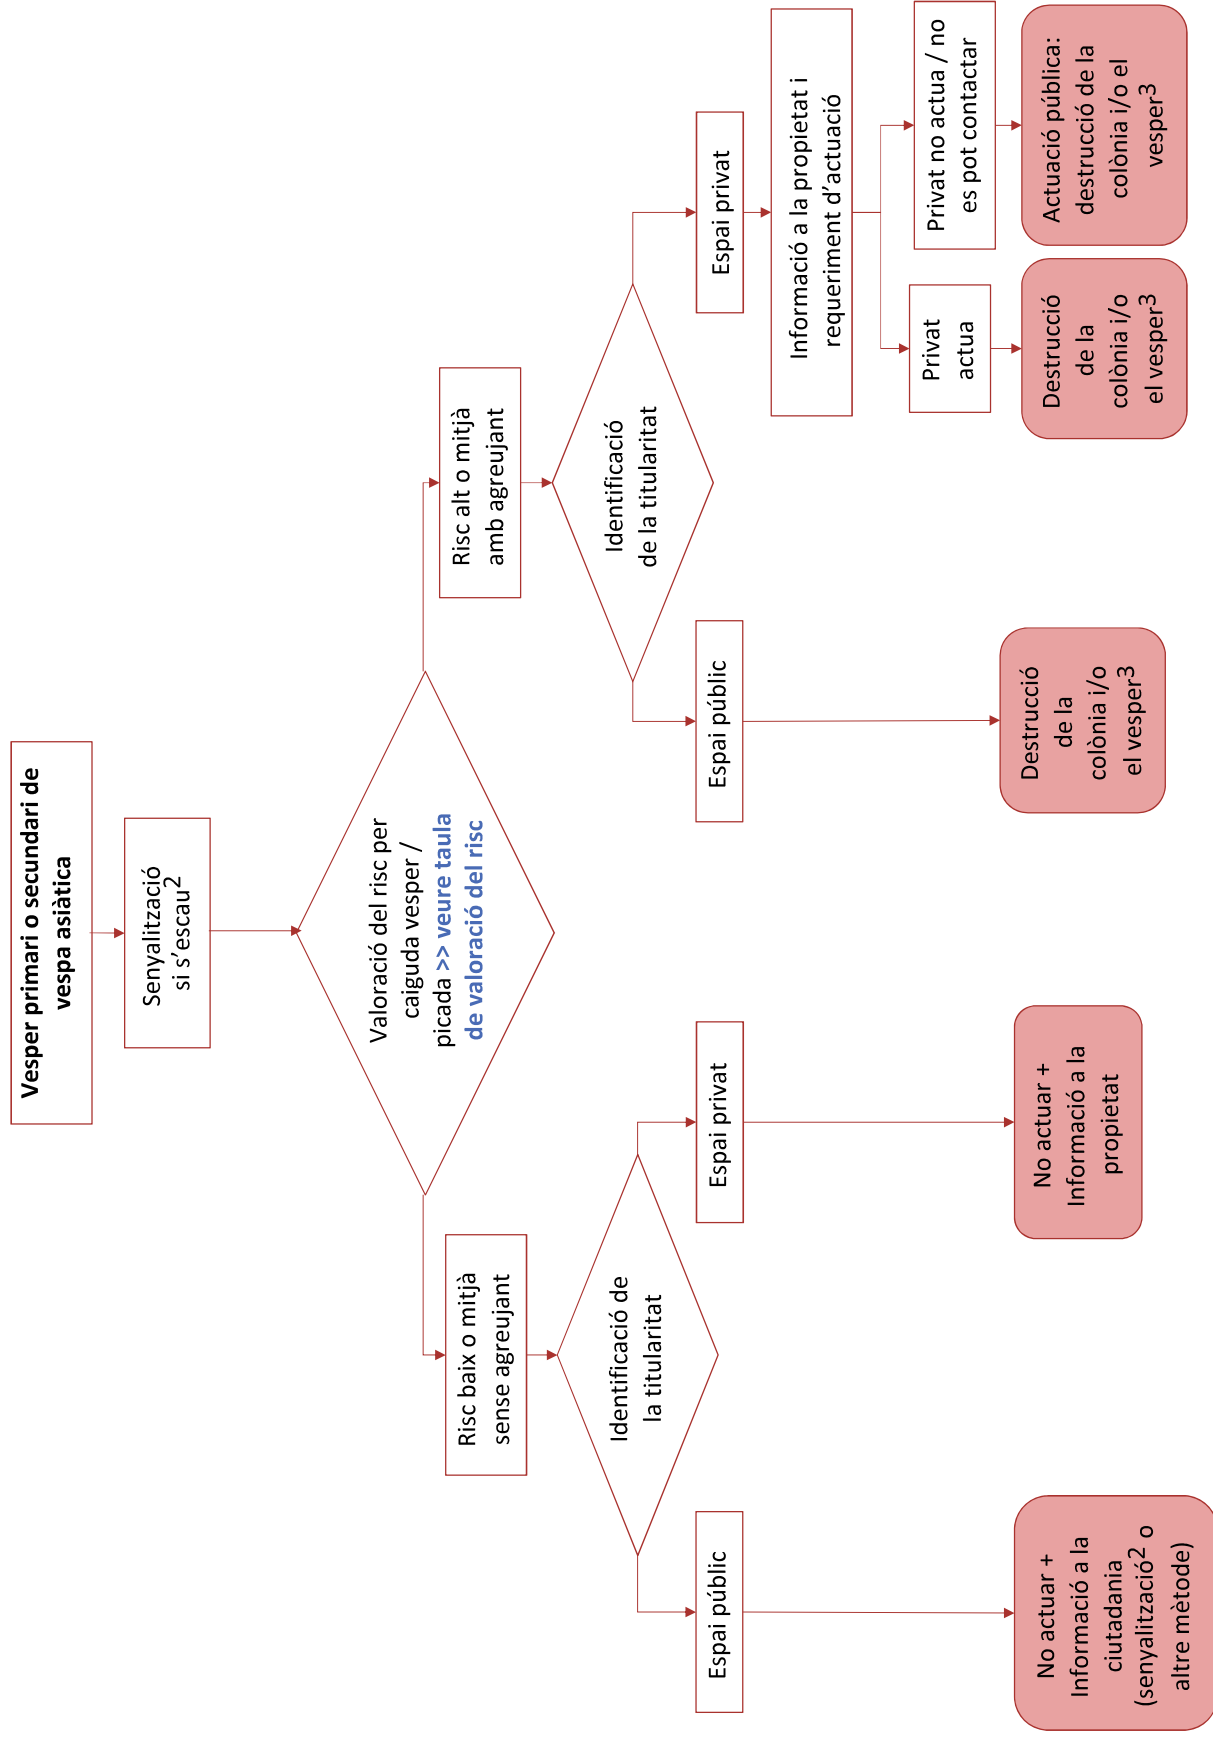 Vesper primari o secundari de
vespa asiàtica
Senyalització
si s’escau2
Valoració del risc per
caiguda vesper /
picada >> veure taula
de valoració del risc
Risc baix o mitjà
sense agreujant
Risc alt o mitjà
amb agreujant
Identificació de
la titularitat
Identificació
de la titularitat
Espai públic
Espai privat
Espai públic
Espai privat
Informació a la propietat i
requeriment d’actuació
Privat
actua
Privat no actua / no
es pot contactar
No actuar +
Informació a la
ciutadania
(senyalització2 o
altre mètode)
No actuar +
Informació a la
propietat
Destrucció
de la
colònia i/o
el vesper3
Destrucció
de la
colònia i/o
el vesper3
Actuació pública:
destrucció de la
colònia i/o el
vesper3